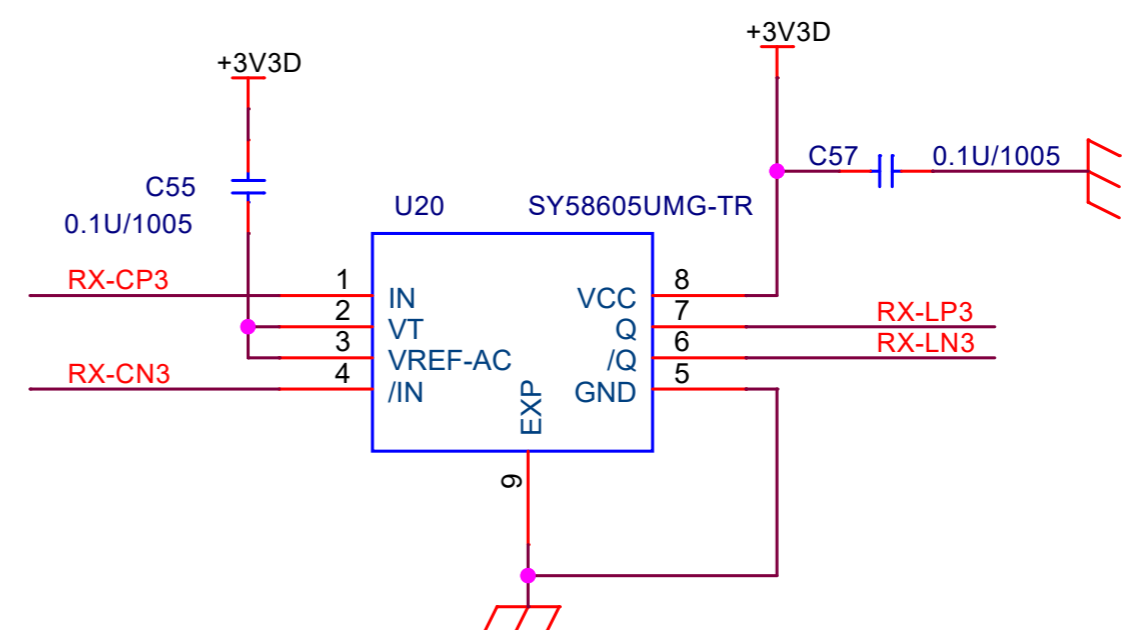 +3V3D
+3V3D
C57 0.1U/1005
C55
0.1U/1005
U20 SY58605UMG-TR
RX-CP3 1 IN VCC 8
2 VT Q 7 RX-LP3
3 VREF-AC /Q 6 RX-LN3
RX-CN3 4 /IN GND 5
EXP
9